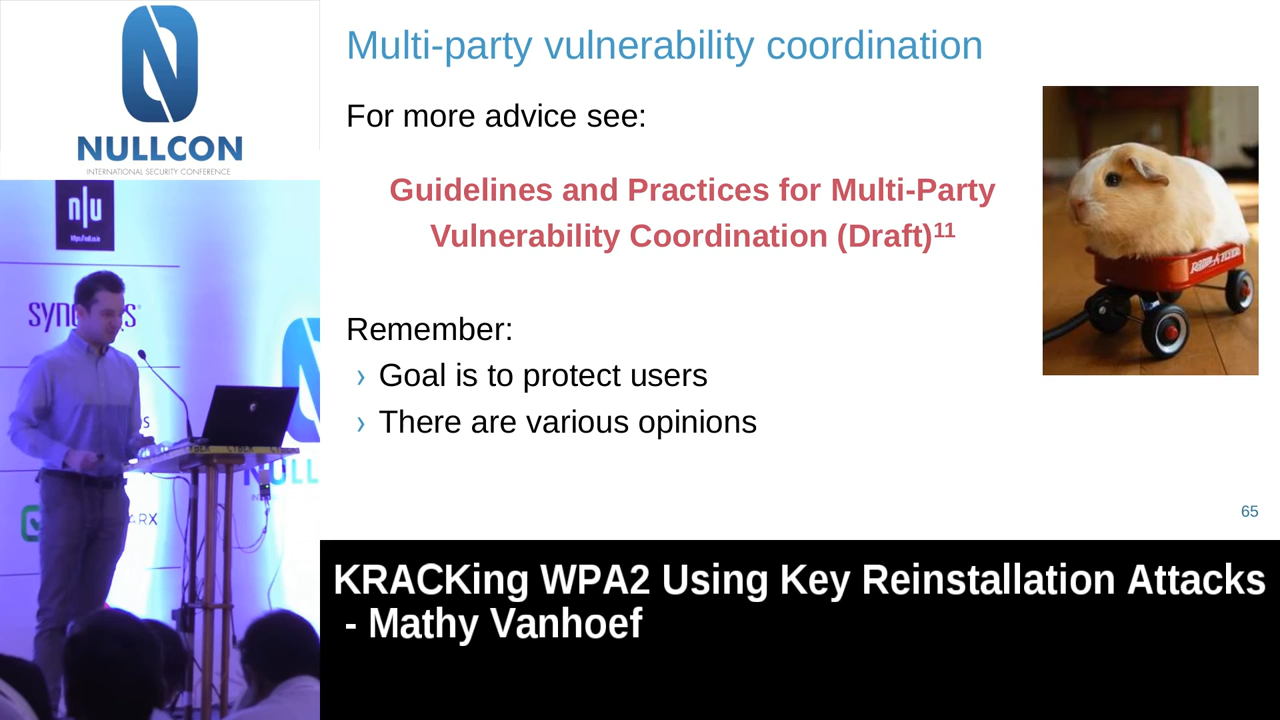 NULLCON
INTERNATIONAL SECURITY CONFERENCE
n|u
Multi-party vulnerability coordination
For more advice see:
Guidelines and Practices for Multi-Party
Vulnerability Coordination (Draft)11
Remember:
› Goal is to protect users
› There are various opinions
65
KRACKing WPA2 Using Key Reinstallation Attacks
- Mathy Vanhoef